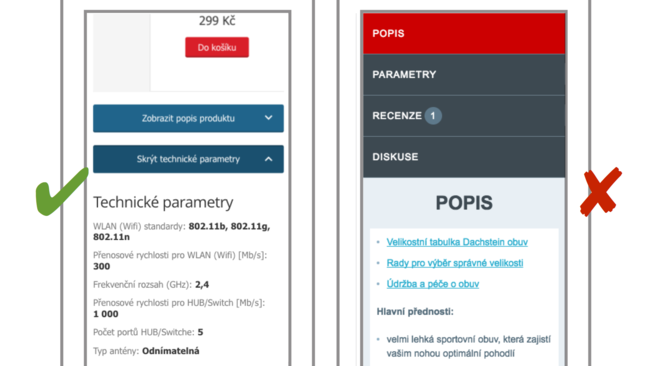 299 Kč
Do košíku
Zobrazit popis produktu
Skrýt technické parametry
Technické parametry
WLAN (Wifi) standardy: 802.11b, 802.11g,
802.11n
Přenosové rychlosti pro WLAN (Wifi) [Mb/s]:
300
Frekvenční rozsah (GHz): 2,4
Přenosové rychlosti pro HUB/Switch [Mb/s]:
1 000
Počet portů HUB/Switche: 5
Typ antény: Odnímatelná
POPIS
PARAMETRY
RECENZE 1
DISKUSE
POPIS
Velikostní tabulka Dachstein obuv
Rady pro výběr správné velikosti
Údržba a péče o obuv
Hlavní přednosti:
velmi lehká sportovní obuv, která zajistí
vašim nohou optimální pohodlí